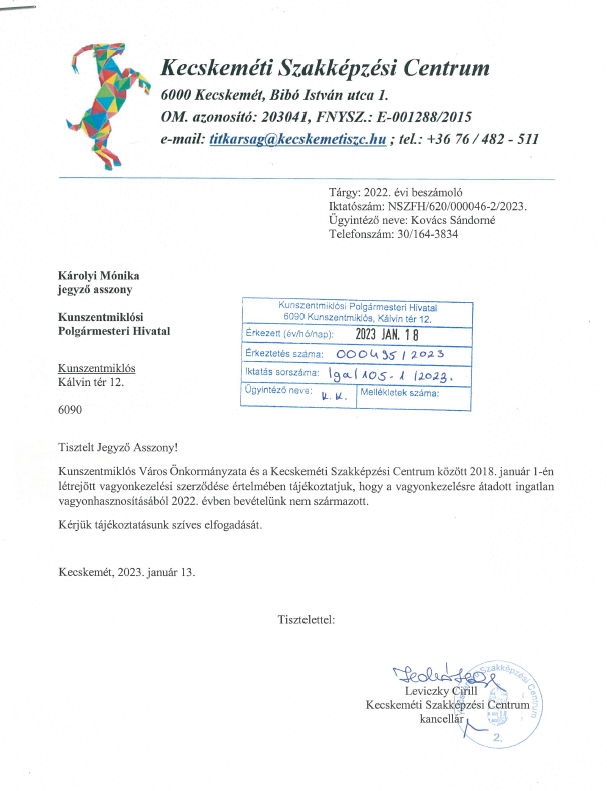 Kecskeméti Szakképzési Centrum
6000 Kecskemét, Bibó István utca 1.
OM. azonosító: 203041, FNYSZ.: E-001288/2015
e-mail: titkarsag@kecskemetiszc.hu ; tel.: +36 76 / 482 - 511
Tárgy: 2022. évi beszámoló
Iktatószám: NSZFH/620/000046-2/2023.
Ügyintéző neve: Kovács Sándorné
Telefonszám: 30/164-3834
Károlyi Mónika
jegyző asszony
Kunszentmiklósi
Polgármesteri Hivatal
Kunszentmiklós
Kálvin tér 12.
6090
Kunszentmiklósi Polgármesteri Hivatal
6090 Kunszentmiklós, Kálvin tér 12.
Érkezett (év/hó/nap): 2023 JAN. 18
Érkeztetés száma: 000495/2023
Iktatás sorszáma: Iga/105-1/2023.
Ügyintéző neve: K.K. Mellékletek száma:
Tisztelt Jegyző Asszony!
Kunszentmiklós Város Önkormányzata és a Kecskeméti Szakképzési Centrum között 2018. január 1-én
létrejött vagyonkezelési szerződése értelmében tájékoztatjuk, hogy a vagyonkezelésre átadott ingatlan
vagyonhasznosításából 2022. évben bevételünk nem származott.
Kérjük tájékoztatásunk szíves elfogadását.
Kecskemét, 2023. január 13.
Tisztelettel:
Leviczky Cirill
Kecskeméti Szakképzési Centrum
kancellár
Szakképzési Centrum
2.